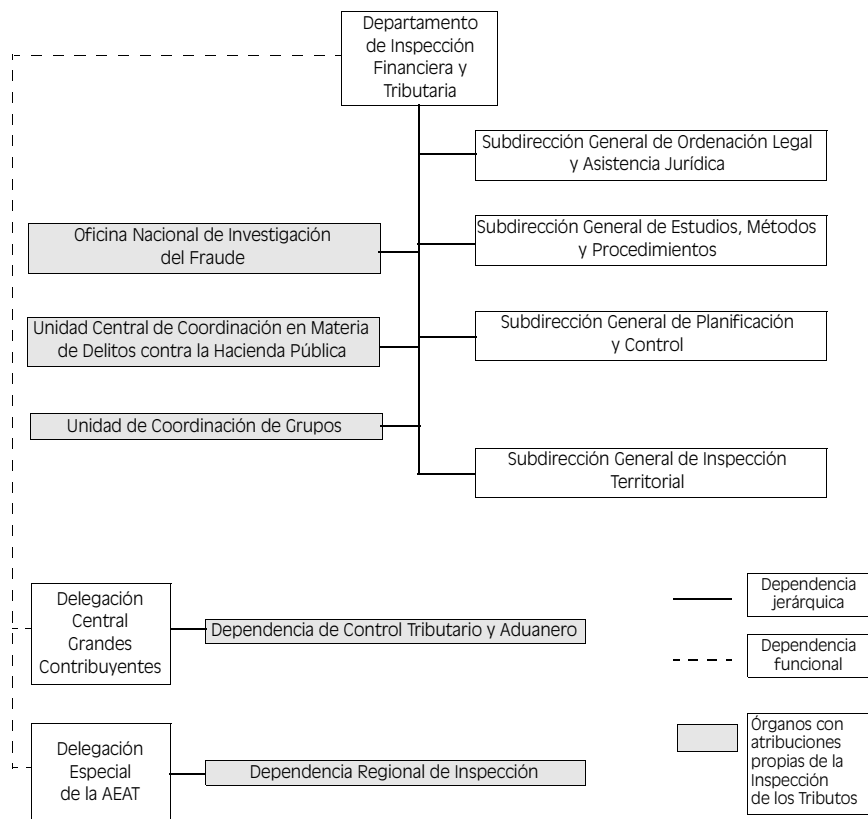 Departamento
de Inspección
Financiera y
Tributaria
Subdirección General de Ordenación Legal
y Asistencia Jurídica
Oficina Nacional de Investigación
del Fraude
Subdirección General de Estudios, Métodos
y Procedimientos
Unidad Central de Coordinación en Materia
de Delitos contra la Hacienda Pública
Subdirección General de Planificación
y Control
Unidad de Coordinación de Grupos
Subdirección General de Inspección
Territorial
Delegación
Central
Grandes
Contribuyentes
Dependencia de Control Tributario y Aduanero
Delegación
Especial
de la AEAT
Dependencia Regional de Inspección
Dependencia
jerárquica
Dependencia
funcional
Órganos con
atribuciones
propias de la
Inspección
de los Tributos